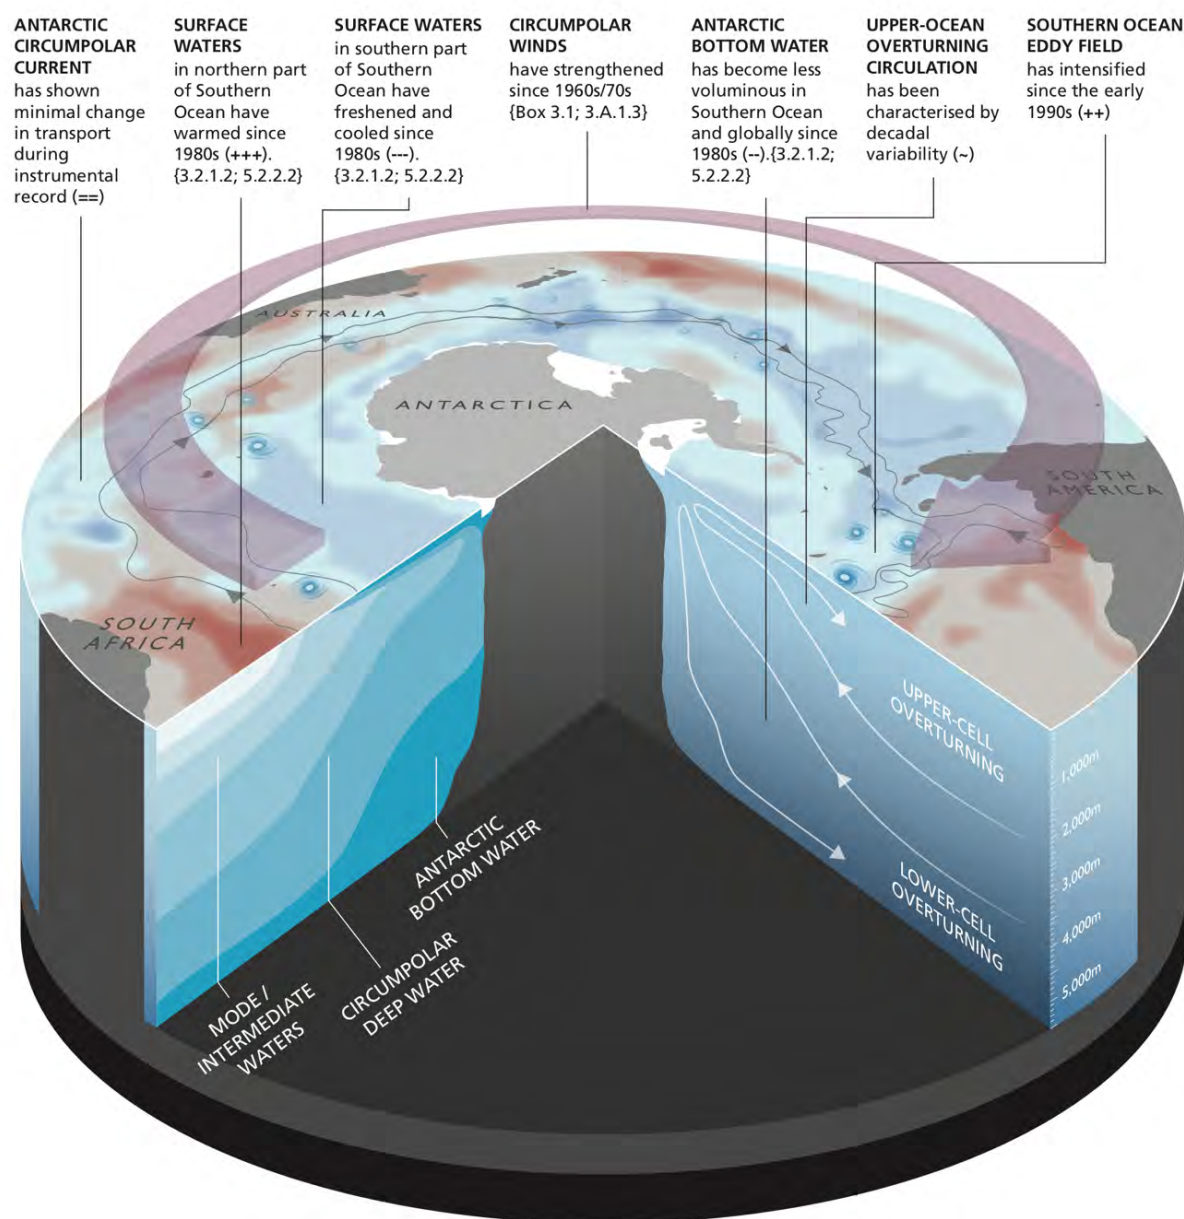 ANTARCTIC
CIRCUMPOLAR
CURRENT
has shown
minimal change
in transport
during
instrumental
record (==)
SURFACE
WATERS
in northern part
of Southern
Ocean have
warmed since
1980s (+++).
{3.2.1.2; 5.2.2.2}
SURFACE WATERS
in southern part
of Southern
Ocean have
freshened and
cooled since
1980s (---).
{3.2.1.2; 5.2.2.2}
CIRCUMPOLAR
WINDS
have strengthened
since 1960s/70s
{Box 3.1; 3.A.1.3}
ANTARCTIC
BOTTOM WATER
has become less
voluminous in
Southern Ocean
and globally since
1980s (--).{3.2.1.2;
5.2.2.2}
UPPER-OCEAN
OVERTURNING
CIRCULATION
has been
characterised by
decadal
variability (~)
SOUTHERN OCEAN
EDDY FIELD
has intensified
since the early
1990s (++)
AUSTRALIA
ANTARCTICA
SOUTH
AMERICA
SOUTH
AFRICA
UPPER-CELL
OVERTURNING
LOWER-CELL
OVERTURNING
1,000m
2,000m
3,000m
4,000m
5,000m
ANTARCTIC
BOTTOM WATER
CIRCUMPOLAR
DEEP WATER
MODE /
INTERMEDIATE
WATERS